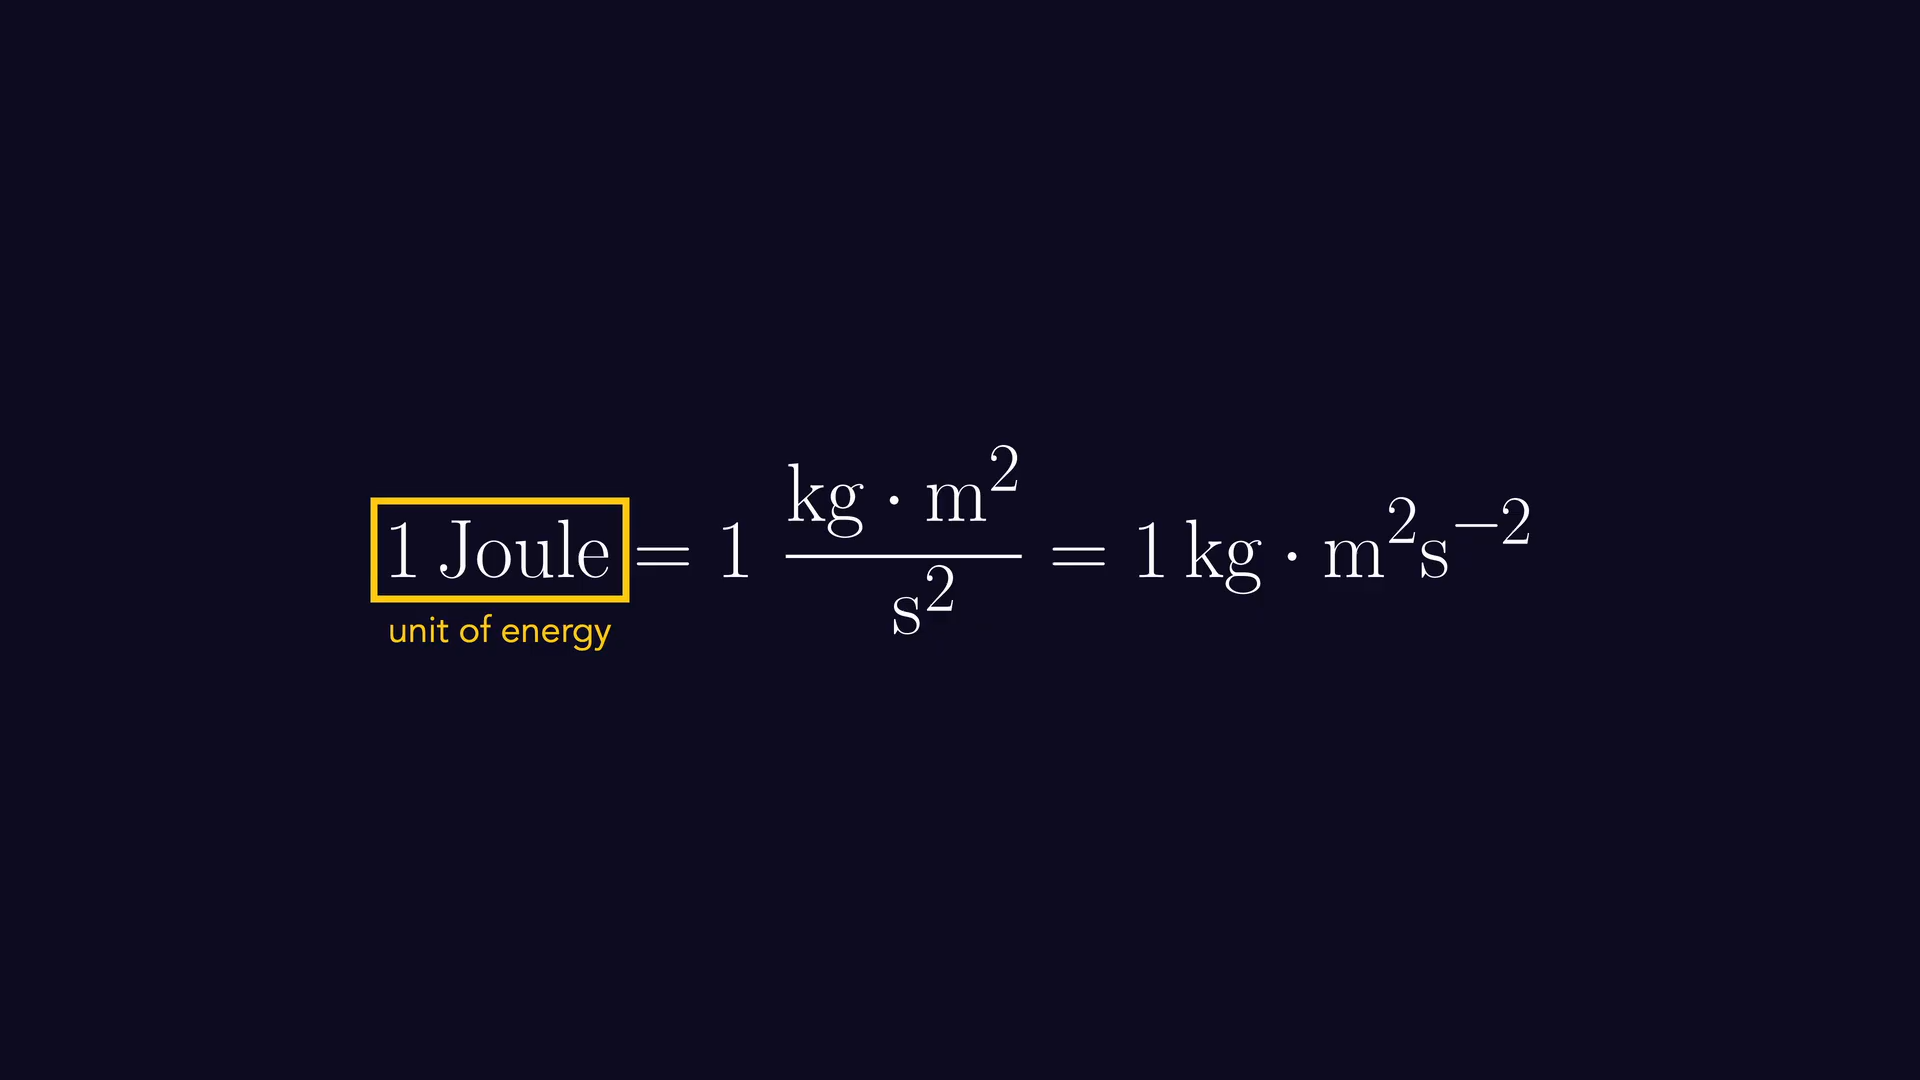 1 Joule = 1 kg · m² / s² = 1 kg · m²s⁻²
unit of energy